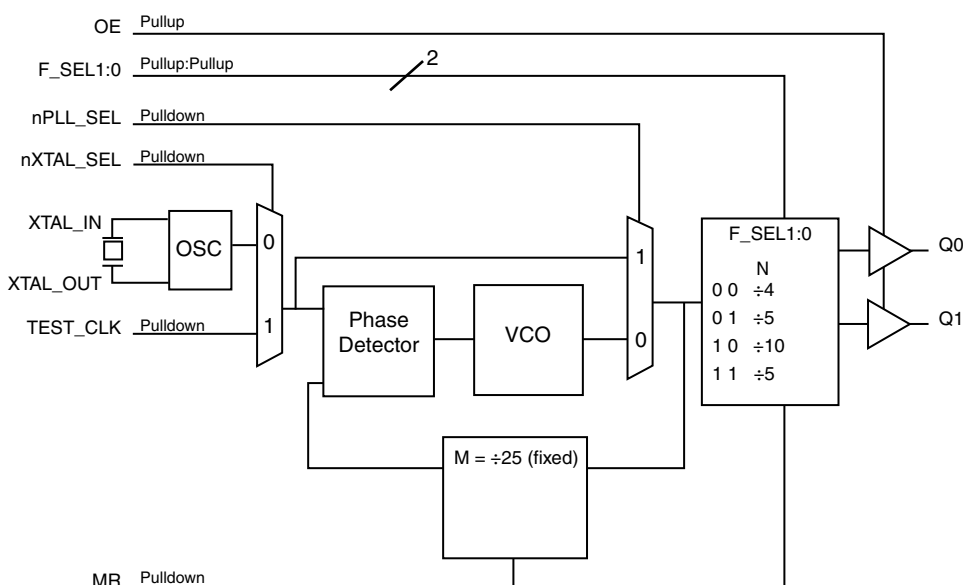 OE Pullup
F_SEL1:0 Pullup:Pullup 2
nPLL_SEL Pulldown
nXTAL_SEL Pulldown
XTAL_IN
OSC
XTAL_OUT
TEST_CLK Pulldown
0
1
Phase
Detector
VCO
1
0
F_SEL1:0
N
0 0 ÷4
0 1 ÷5
1 0 ÷10
1 1 ÷5
Q0
Q1
M = ÷25 (fixed)
MR Pulldown